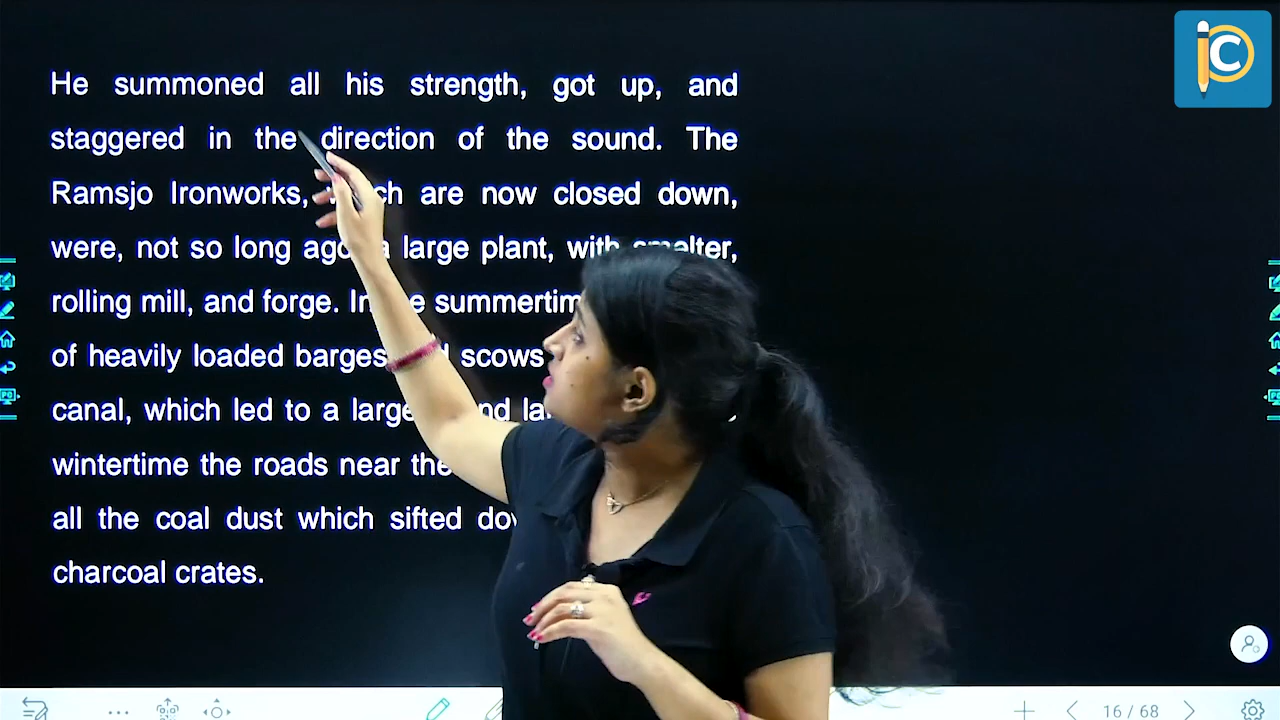 He summoned all his strength, got up, and
staggered in the direction of the sound. The
Ramsjo Ironworks, are now closed down,
were, not so long ago a large plant, with smelter,
rolling mill, and forge. In summertime
of heavily loaded barges scows
canal, which led to a large
wintertime the roads near the
all the coal dust which sifted
charcoal crates.
16 / 68